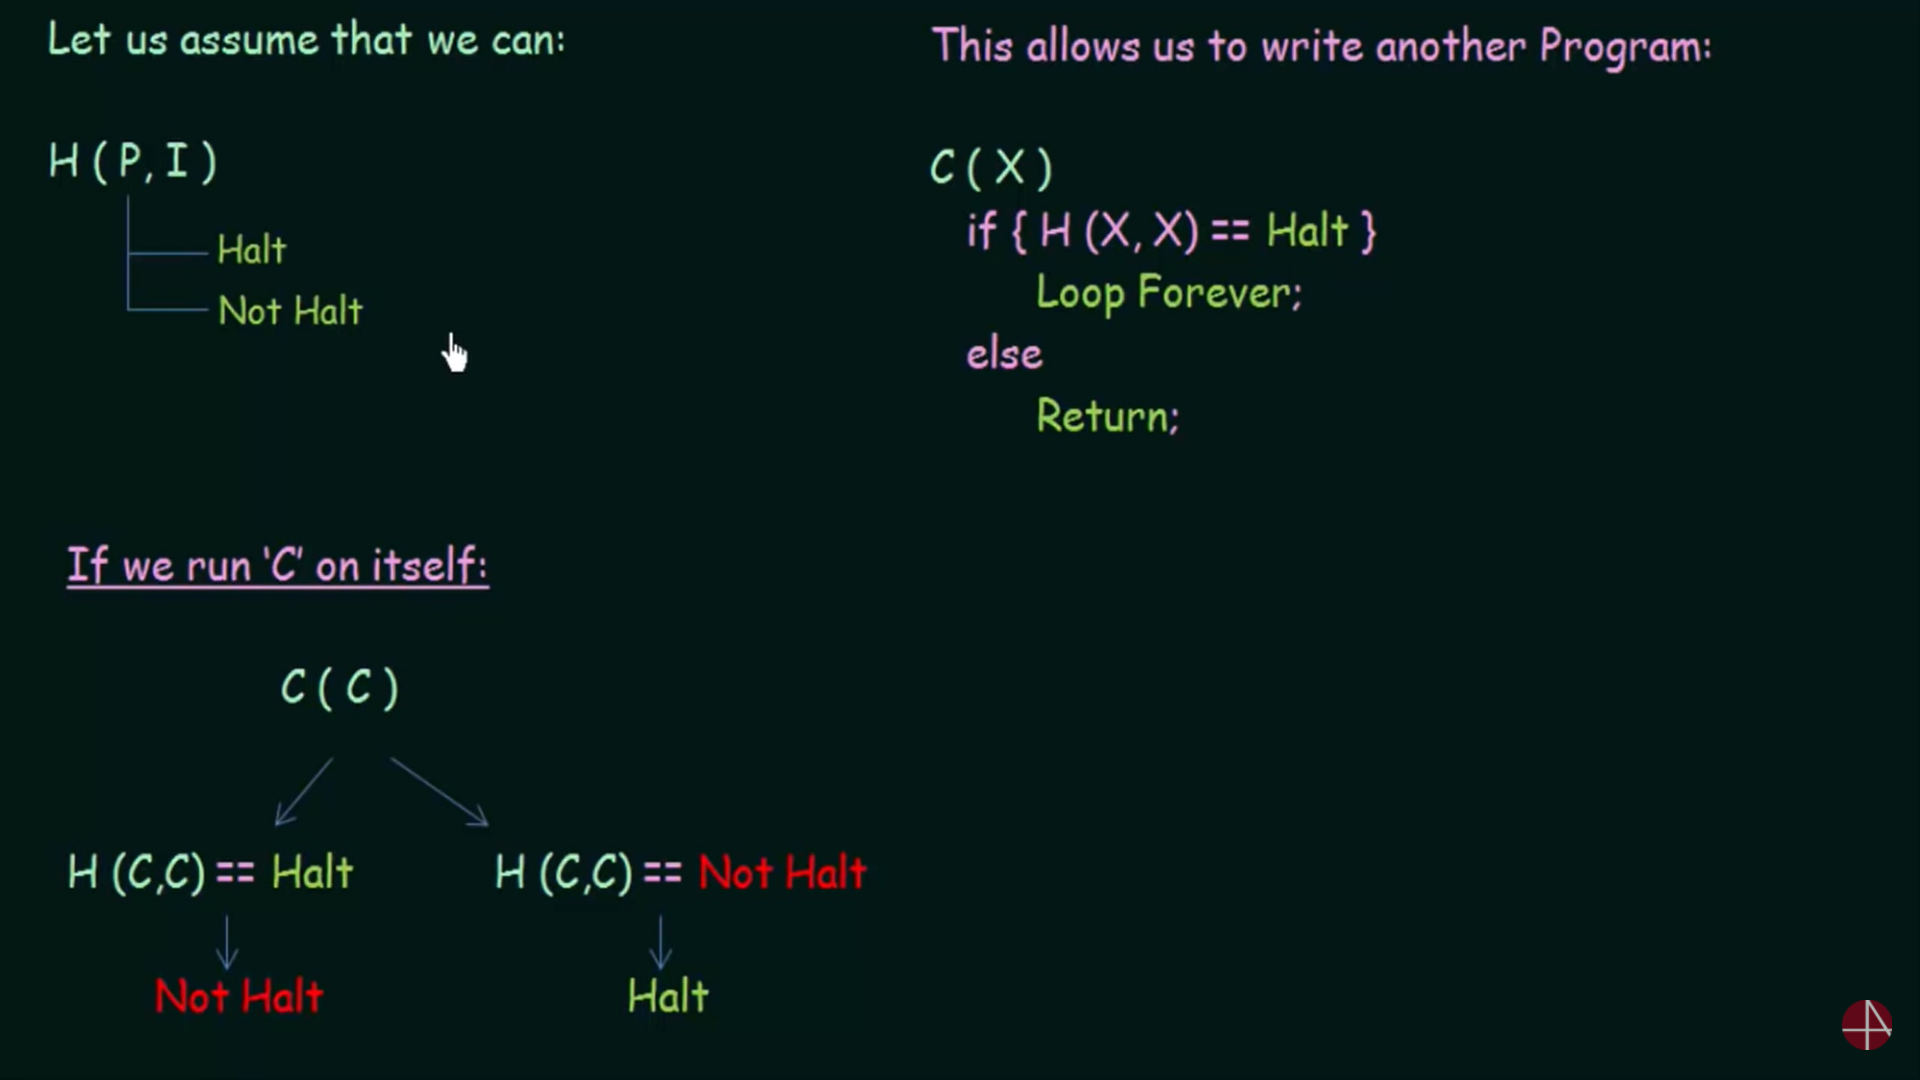 Let us assume that we can:
H ( P, I )
Halt
Not Halt
This allows us to write another Program:
C ( X )
if { H (X, X) == Halt }
Loop Forever;
else
Return;
If we run ‘C’ on itself:
C ( C )
H (C,C) == Halt
H (C,C) == Not Halt
Not Halt
Halt